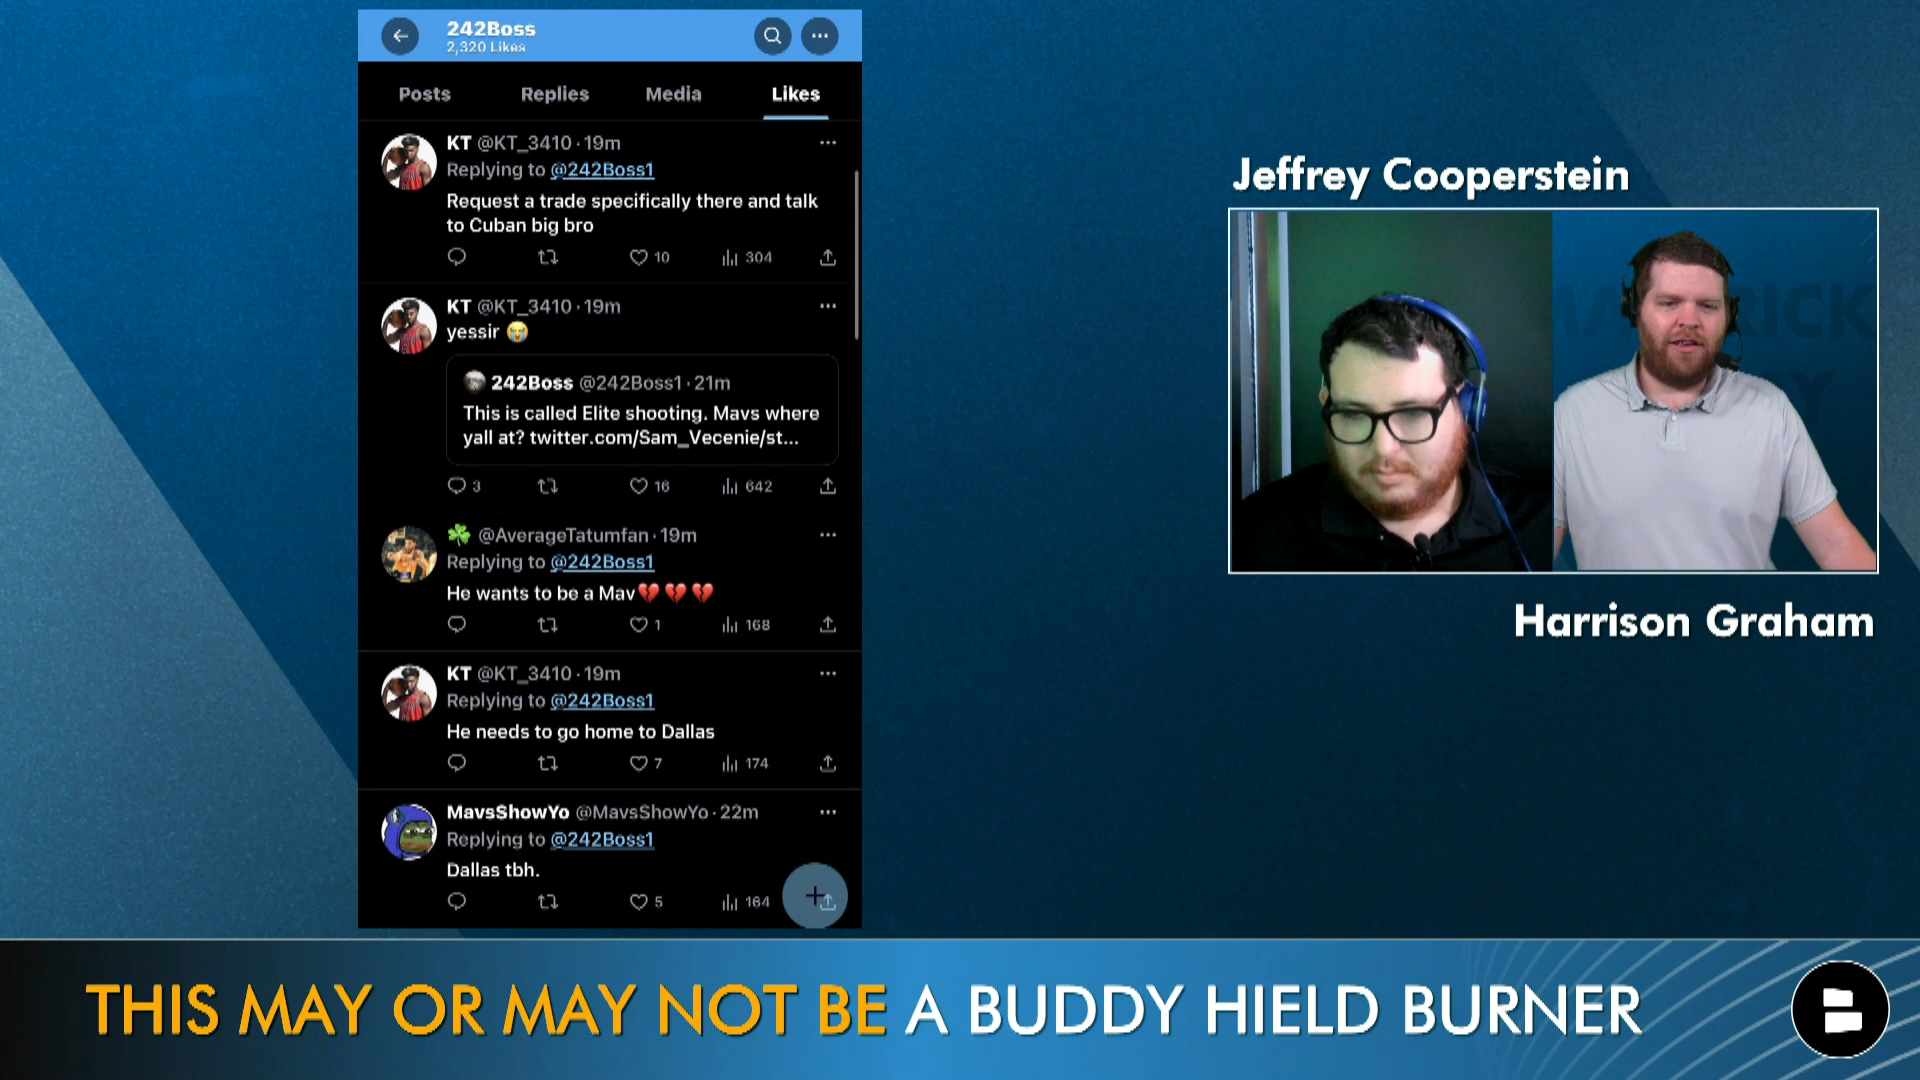 242Boss
2,320 Likes
Posts Replies Media Likes
KT @KT_3410 · 19m
Replying to @242Boss1
Request a trade specifically there and talk
to Cuban big bro
10 304
KT @KT_3410 · 19m
yessir 😭
242Boss @242Boss1 · 21m
This is called Elite shooting. Mavs where
yall at? twitter.com/Sam_Vecenie/st...
3 16 642
☘️ @AverageTatumfan · 19m
Replying to @242Boss1
He wants to be a Mav💔💔💔
1 168
KT @KT_3410 · 19m
Replying to @242Boss1
He needs to go home to Dallas
7 174
MavsShowYo @MavsShowYo · 22m
Replying to @242Boss1
Dallas tbh.
5 164
Jeffrey Cooperstein
Harrison Graham
THIS MAY OR MAY NOT BE A BUDDY HIELD BURNER